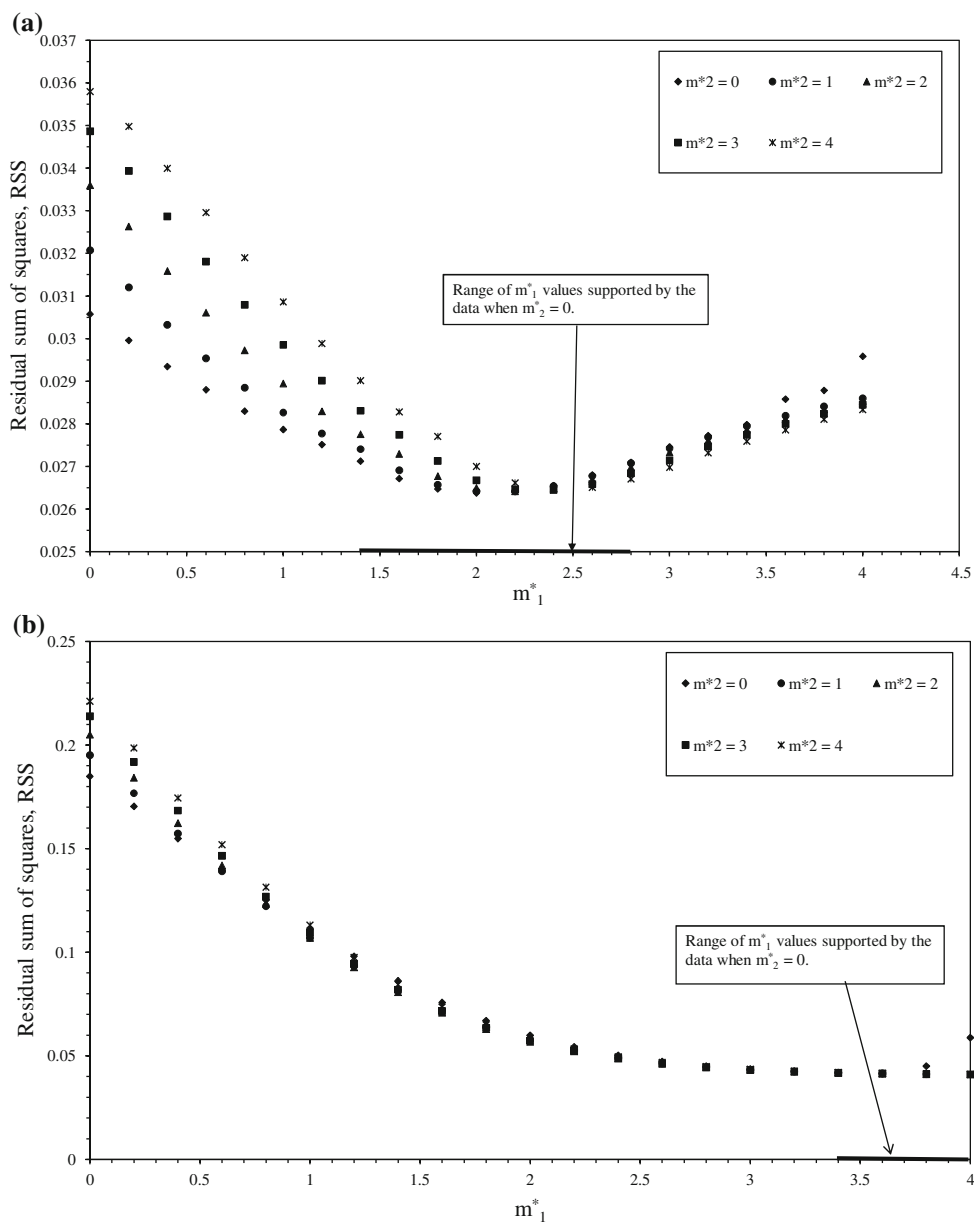 (a)
0.037
0.036
0.035
0.034
0.033
0.032
0.031
0.03
0.029
0.028
0.027
0.026
0.025
Residual sum of squares, RSS
m*2 = 0 m*2 = 1 m*2 = 2
m*2 = 3 m*2 = 4
Range of m*1 values supported by the
data when m*2 = 0.
0 0.5 1 1.5 2 2.5 3 3.5 4 4.5
m*1
(b)
0.25
0.2
0.15
0.1
0.05
0
Residual sum of squares, RSS
m*2 = 0 m*2 = 1 m*2 = 2
m*2 = 3 m*2 = 4
Range of m*1 values supported by the
data when m*2 = 0.
0 0.5 1 1.5 2 2.5 3 3.5 4
m*1